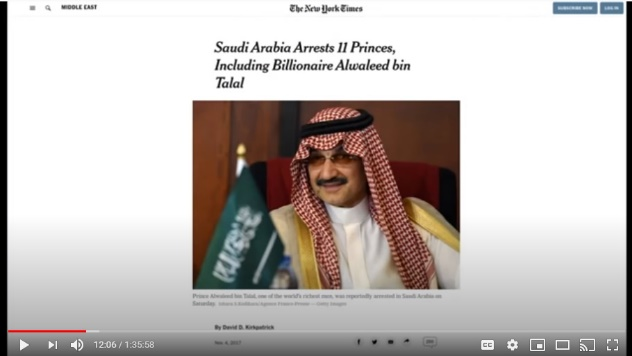 MIDDLE EAST
The New York Times
SUBSCRIBE NOW
LOG IN
Saudi Arabia Arrests 11 Princes,
Including Billionaire Alwaleed bin
Talal
Prince Alwaleed bin Talal, one of the world's richest men, was reportedly arrested in Saudi Arabia on
Saturday.
By David D. Kirkpatrick
Nov. 4, 2017
12:06 / 1:35:58
CC